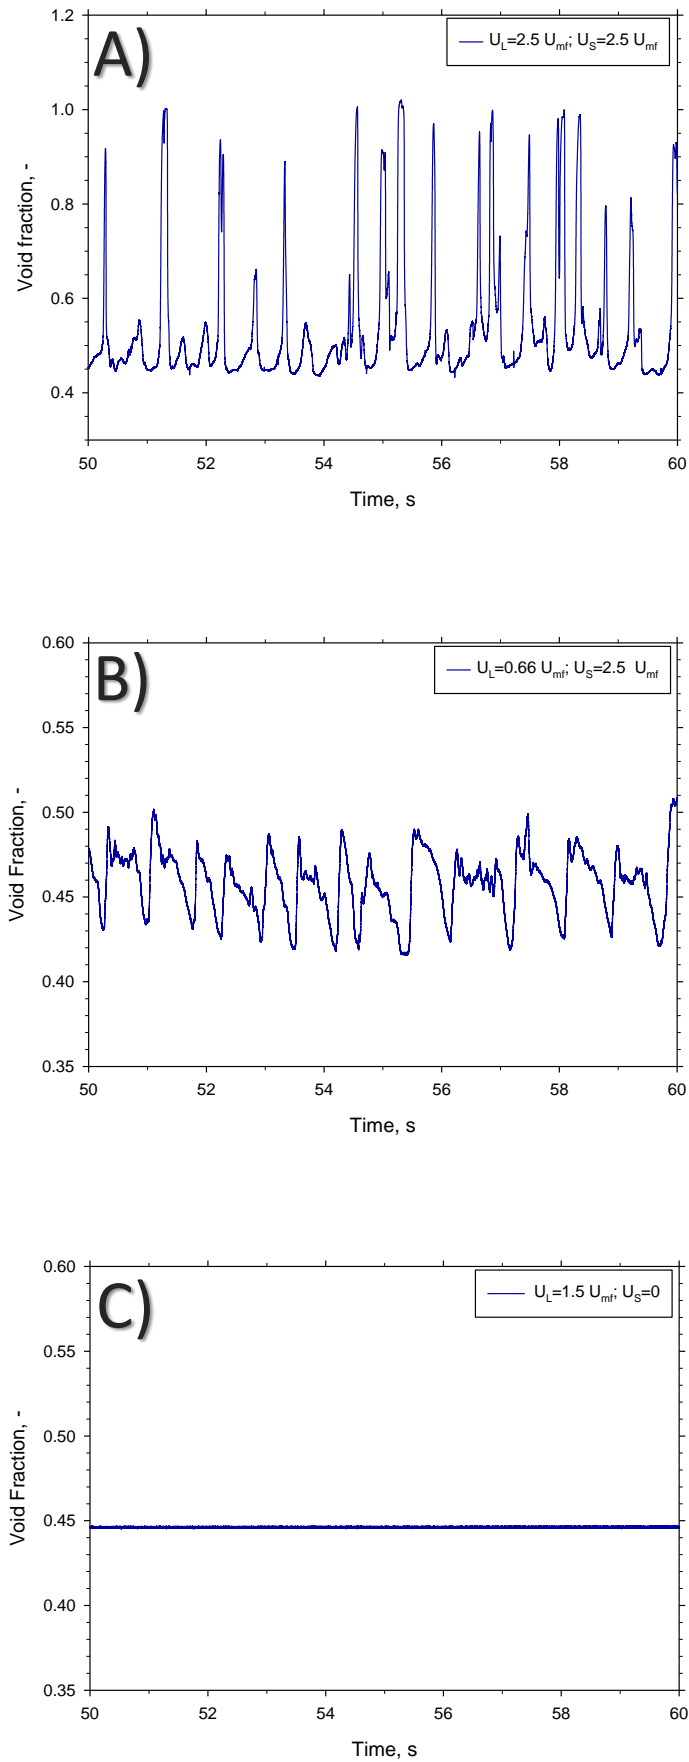 A)
U_L=2.5 U_mf; U_S=2.5 U_mf
1.2
1.0
0.8
0.6
0.4
Void fraction, -
50 52 54 56 58 60
Time, s
B)
U_L=0.66 U_mf; U_S=2.5 U_mf
0.60
0.55
0.50
0.45
0.40
0.35
Void Fraction, -
50 52 54 56 58 60
Time, s
C)
U_L=1.5 U_mf; U_S=0
0.60
0.55
0.50
0.45
0.40
0.35
Void Fraction, -
50 52 54 56 58 60
Time, s